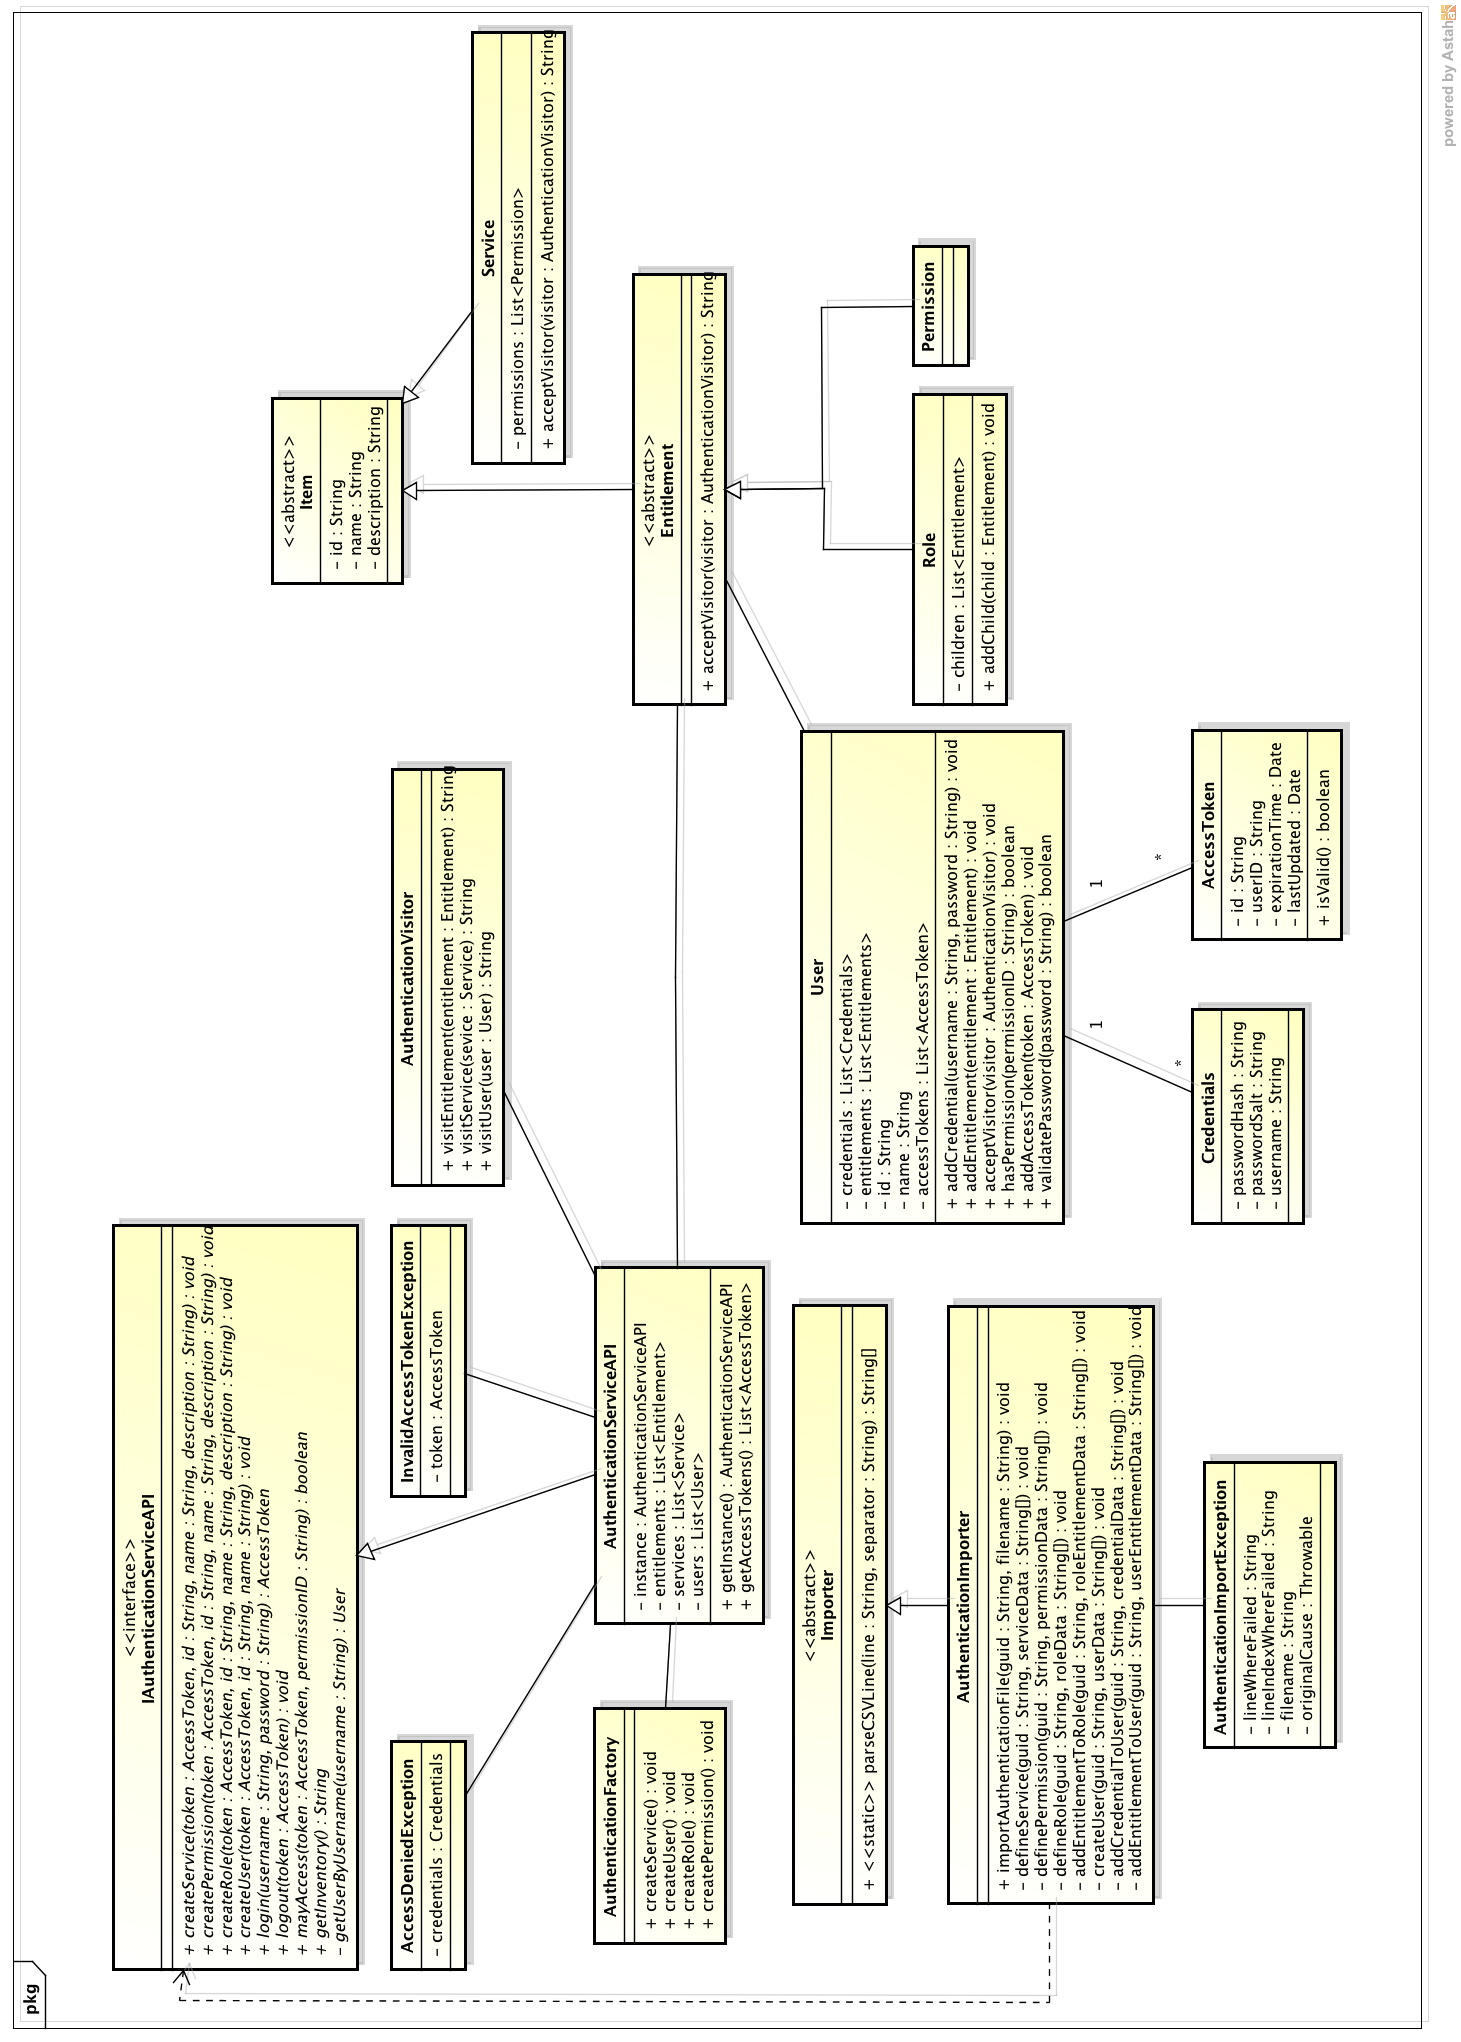 pkg
<<interface>>
IAuthenticationServiceAPI
+ createService(token : AccessToken, id : String, name : String, description : String) : void
+ createPermission(token : AccessToken, id : String, name : String, description : String) : void
+ createRole(token : AccessToken, id : String, name : String, description : String) : void
+ createUser(token : AccessToken, id : String, name : String) : void
+ login(username : String, password : String) : AccessToken
+ logout(token : AccessToken) : void
+ mayAccess(token : AccessToken, permissionID : String) : boolean
+ getInventory() : String
- getUserByUsername(username : String) : User
AccessDeniedException
- credentials : Credentials
InvalidAccessTokenException
- token : AccessToken
AuthenticationVisitor
+ visitEntitlement(entitlement : Entitlement) : String
+ visitService(sevice : Service) : String
+ visitUser(user : User) : String
<<abstract>>
Item
- id : String
- name : String
- description : String
Service
- permissions : List<Permission>
+ acceptVisitor(visitor : AuthenticationVisitor) : String
AuthenticationFactory
+ createService() : void
+ createUser() : void
+ createRole() : void
+ createPermission() : void
AuthenticationServiceAPI
- instance : AuthenticationServiceAPI
- entitlements : List<Entitlement>
- services : List<Service>
- users : List<User>
+ getInstance() : AuthenticationServiceAPI
+ getAccessTokens() : List<AccessToken>
<<abstract>>
Entitlement
+ acceptVisitor(visitor : AuthenticationVisitor) : String
<<abstract>>
Importer
+ <<static>> parseCSVLine(line : String, separator : String) : String[]
User
- credentials : List<Credentials>
- entitlements : List<Entitlements>
- id : String
- name : String
- accessTokens : List<AccessToken>
+ addCredential(username : String, password : String) : void
+ addEntitlement(entitlement : Entitlement) : void
+ acceptVisitor(visitor : AuthenticationVisitor) : void
+ hasPermission(permissionID : String) : boolean
+ addAccessToken(token : AccessToken) : void
+ validatePassword(password : String) : boolean
Role
- children : List<Entitlement>
+ addChild(child : Entitlement) : void
Permission
AuthenticationImporter
+ importAuthenticationFile(guid : String, filename : String) : void
- defineService(guid : String, serviceData : String[]) : void
- definePermission(guid : String, permissionData : String[]) : void
- defineRole(guid : String, roleData : String[]) : void
- addEntitlementToRole(guid : String, roleEntitlementData : String[]) : void
- createUser(guid : String, userData : String[]) : void
- addCredentialToUser(guid : String, credentialData : String[]) : void
- addEntitlementToUser(guid : String, userEntitlementData : String[]) : void
1
*
1
*
AuthenticationImportException
- lineWhereFailed : String
- lineIndexWhereFailed : String
- filename : String
- originalCause : Throwable
Credentials
- passwordHash : String
- passwordSalt : String
- username : String
AccessToken
- id : String
- userID : String
- expirationTime : Date
- lastUpdated : Date
+ isValid() : boolean
powered by Astah